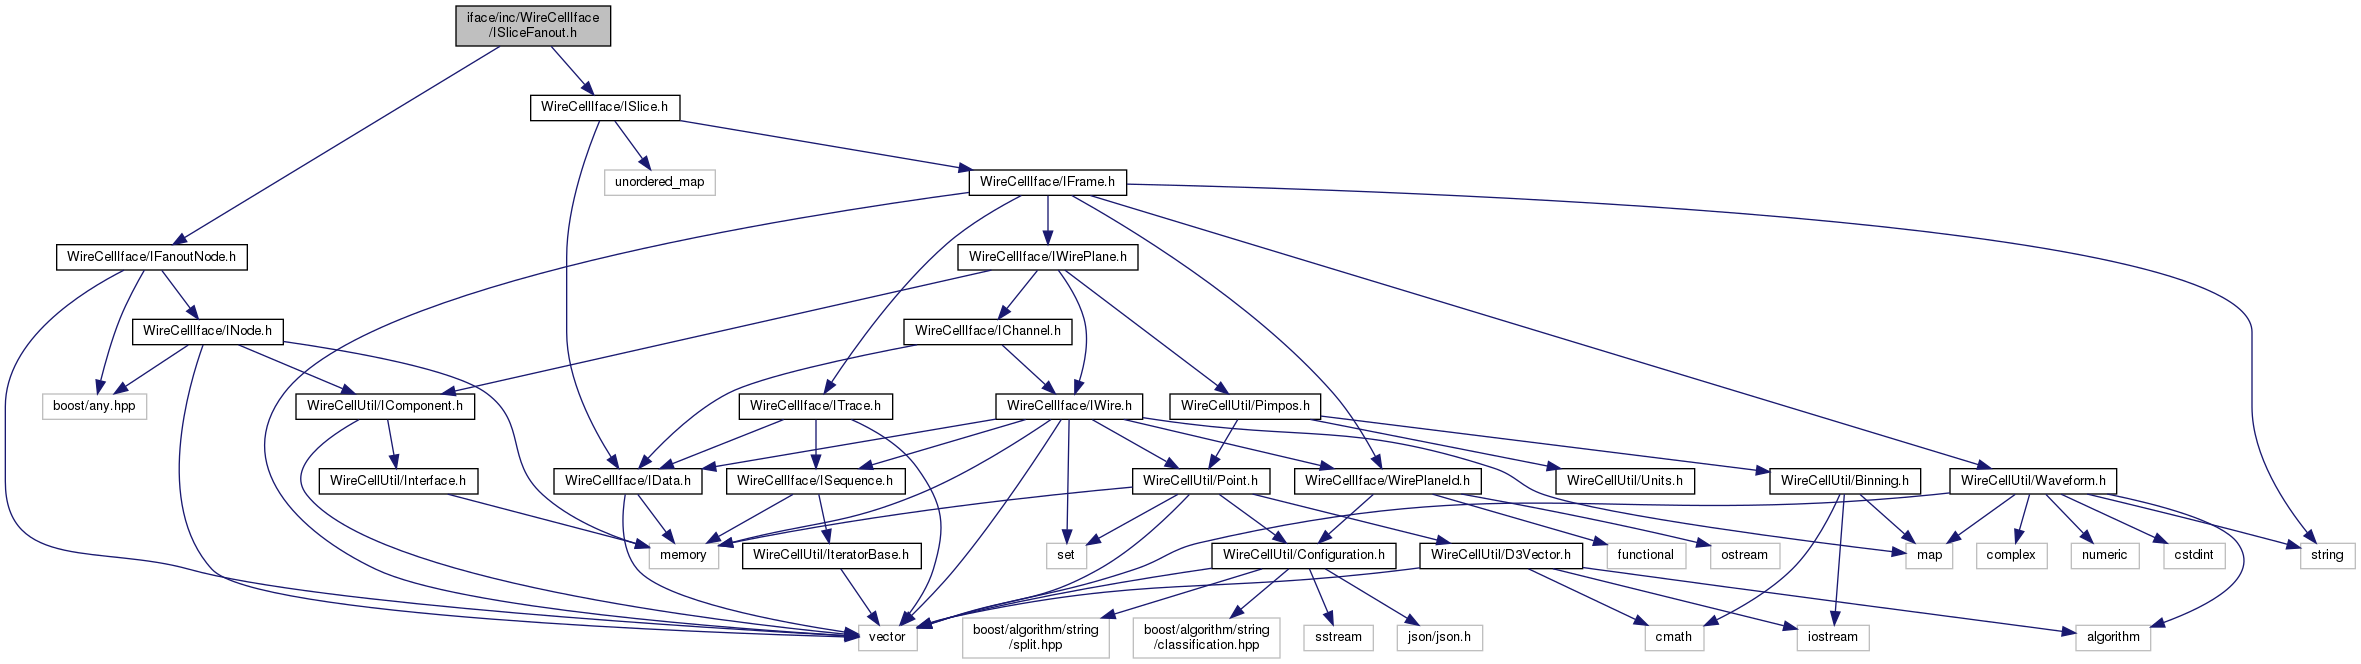 iface/inc/WireCellIface
/ISliceFanout.h
WireCellIface/ISlice.h
unordered_map
WireCellIface/IFrame.h
WireCellIface/IFanoutNode.h
WireCellIface/IWirePlane.h
WireCellIface/INode.h
WireCellIface/IChannel.h
boost/any.hpp
WireCellUtil/IComponent.h
WireCellIface/ITrace.h
WireCellIface/IWire.h
WireCellUtil/Pimpos.h
WireCellUtil/Interface.h
WireCellIface/IData.h
WireCellIface/ISequence.h
WireCellUtil/Point.h
WireCellIface/WirePlaneId.h
WireCellUtil/Units.h
WireCellUtil/Binning.h
WireCellUtil/Waveform.h
memory
WireCellUtil/IteratorBase.h
set
WireCellUtil/Configuration.h
WireCellUtil/D3Vector.h
functional
ostream
map
complex
numeric
cstdint
string
vector
boost/algorithm/string
/split.hpp
boost/algorithm/string
/classification.hpp
sstream
json/json.h
cmath
iostream
algorithm